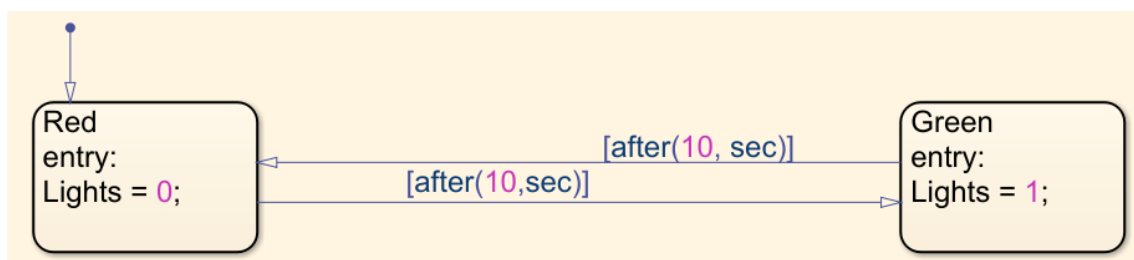 Red
entry:
Lights = 0;
[after(10, sec)]
[after(10,sec)]
Green
entry:
Lights = 1;